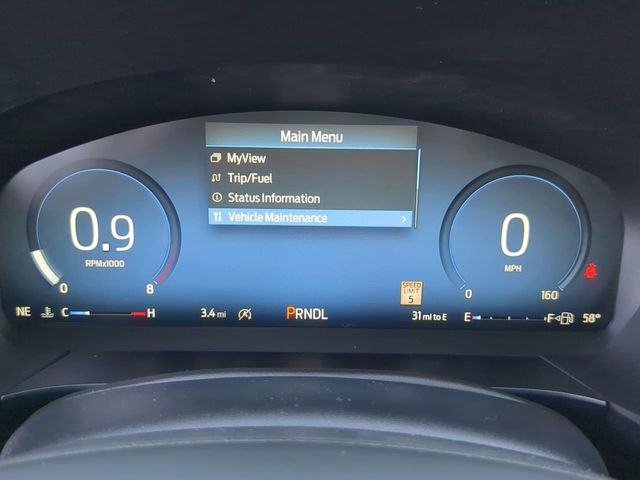 Main Menu
MyView
Trip/Fuel
Status Information
Vehicle Maintenance
0.9
RPMx1000
0 8
0
MPH
0 160
SPEED
LIMIT
5
NE C H 3.4 mi PRNDL 31 mi to E E F 58°